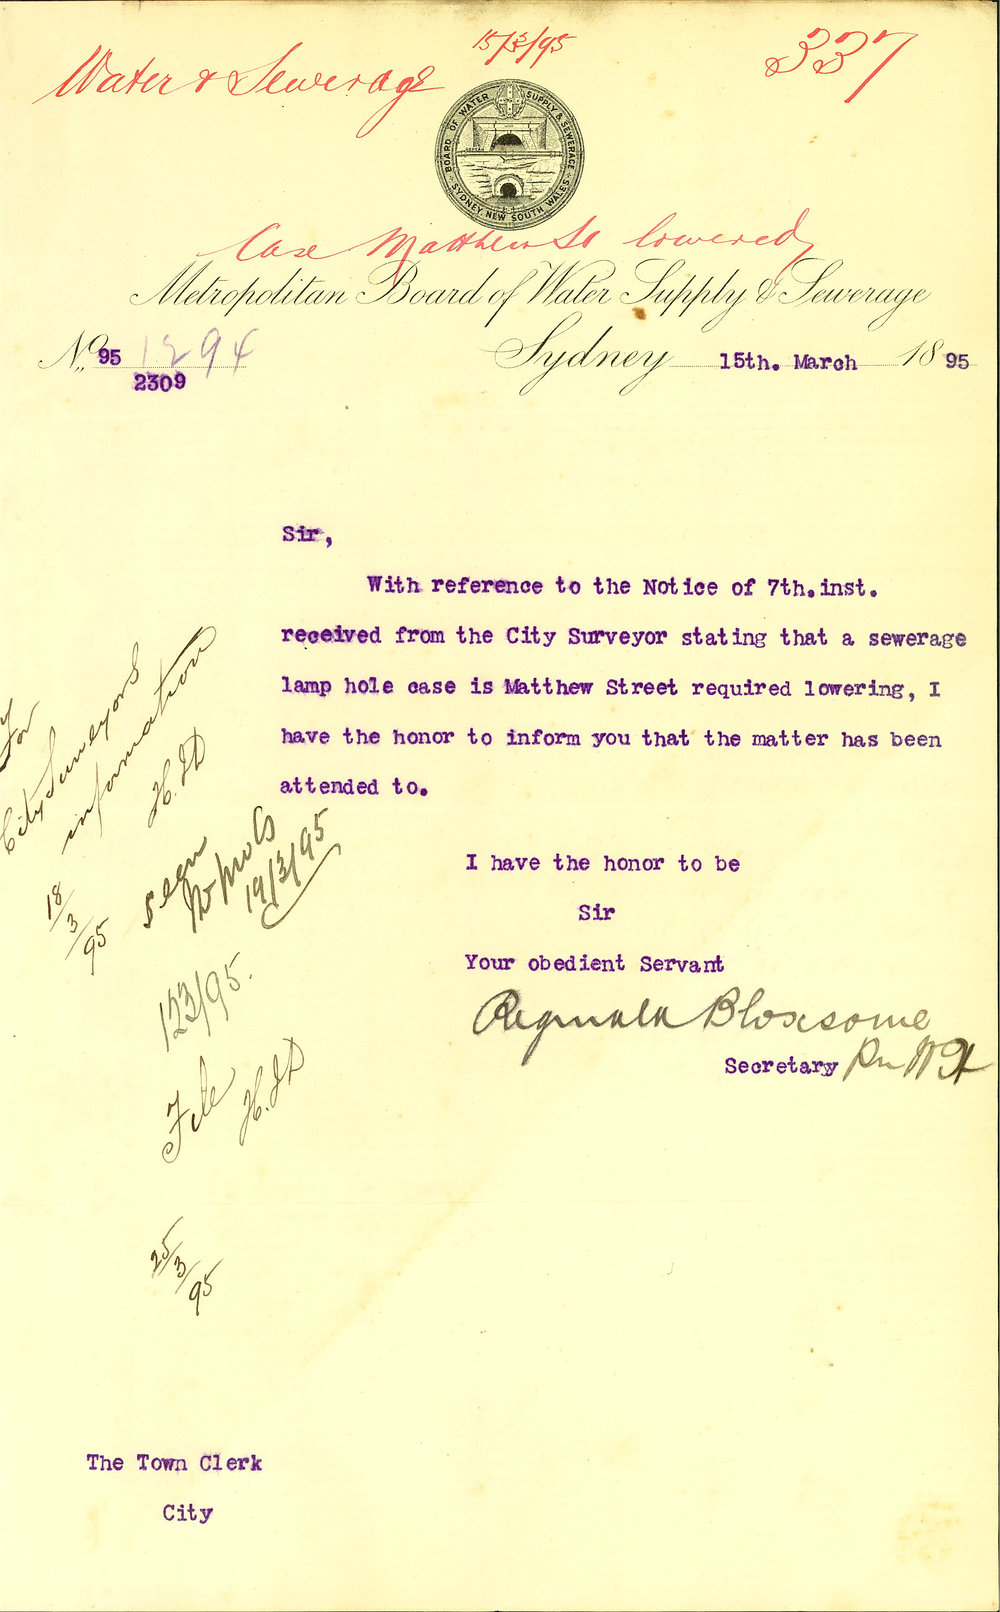 15/3/95
337
Water & Sewerage
BOARD OF WATER SUPPLY & SEWERAGE
SYDNEY NEW SOUTH WALES
Case Matthew St lowered
Metropolitan Board of Water Supply & Sewerage
No. 95 1294
2309
Sydney 15th. March 1895
Sir,
With reference to the Notice of 7th.inst.
received from the City Surveyor stating that a sewerage
lamp hole case is Matthew Street required lowering, I
have the honor to inform you that the matter has been
attended to.
I have the honor to be
Sir
Your obedient Servant
Reginald Bloxsome
Secretary
City Surveyors
information
H.JD
18/3/95
seen
19/3/95
123/95.
File
H.JD
25/3/95
The Town Clerk
City